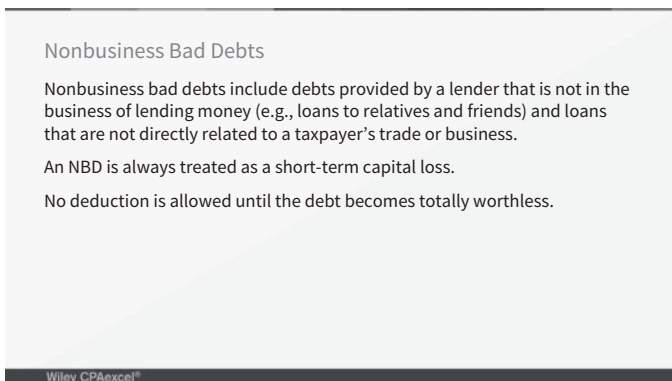 Nonbusiness Bad Debts
Nonbusiness bad debts include debts provided by a lender that is not in the
business of lending money (e.g., loans to relatives and friends) and loans
that are not directly related to a taxpayer’s trade or business.
An NBD is always treated as a short-term capital loss.
No deduction is allowed until the debt becomes totally worthless.
Wiley CPAexcel®